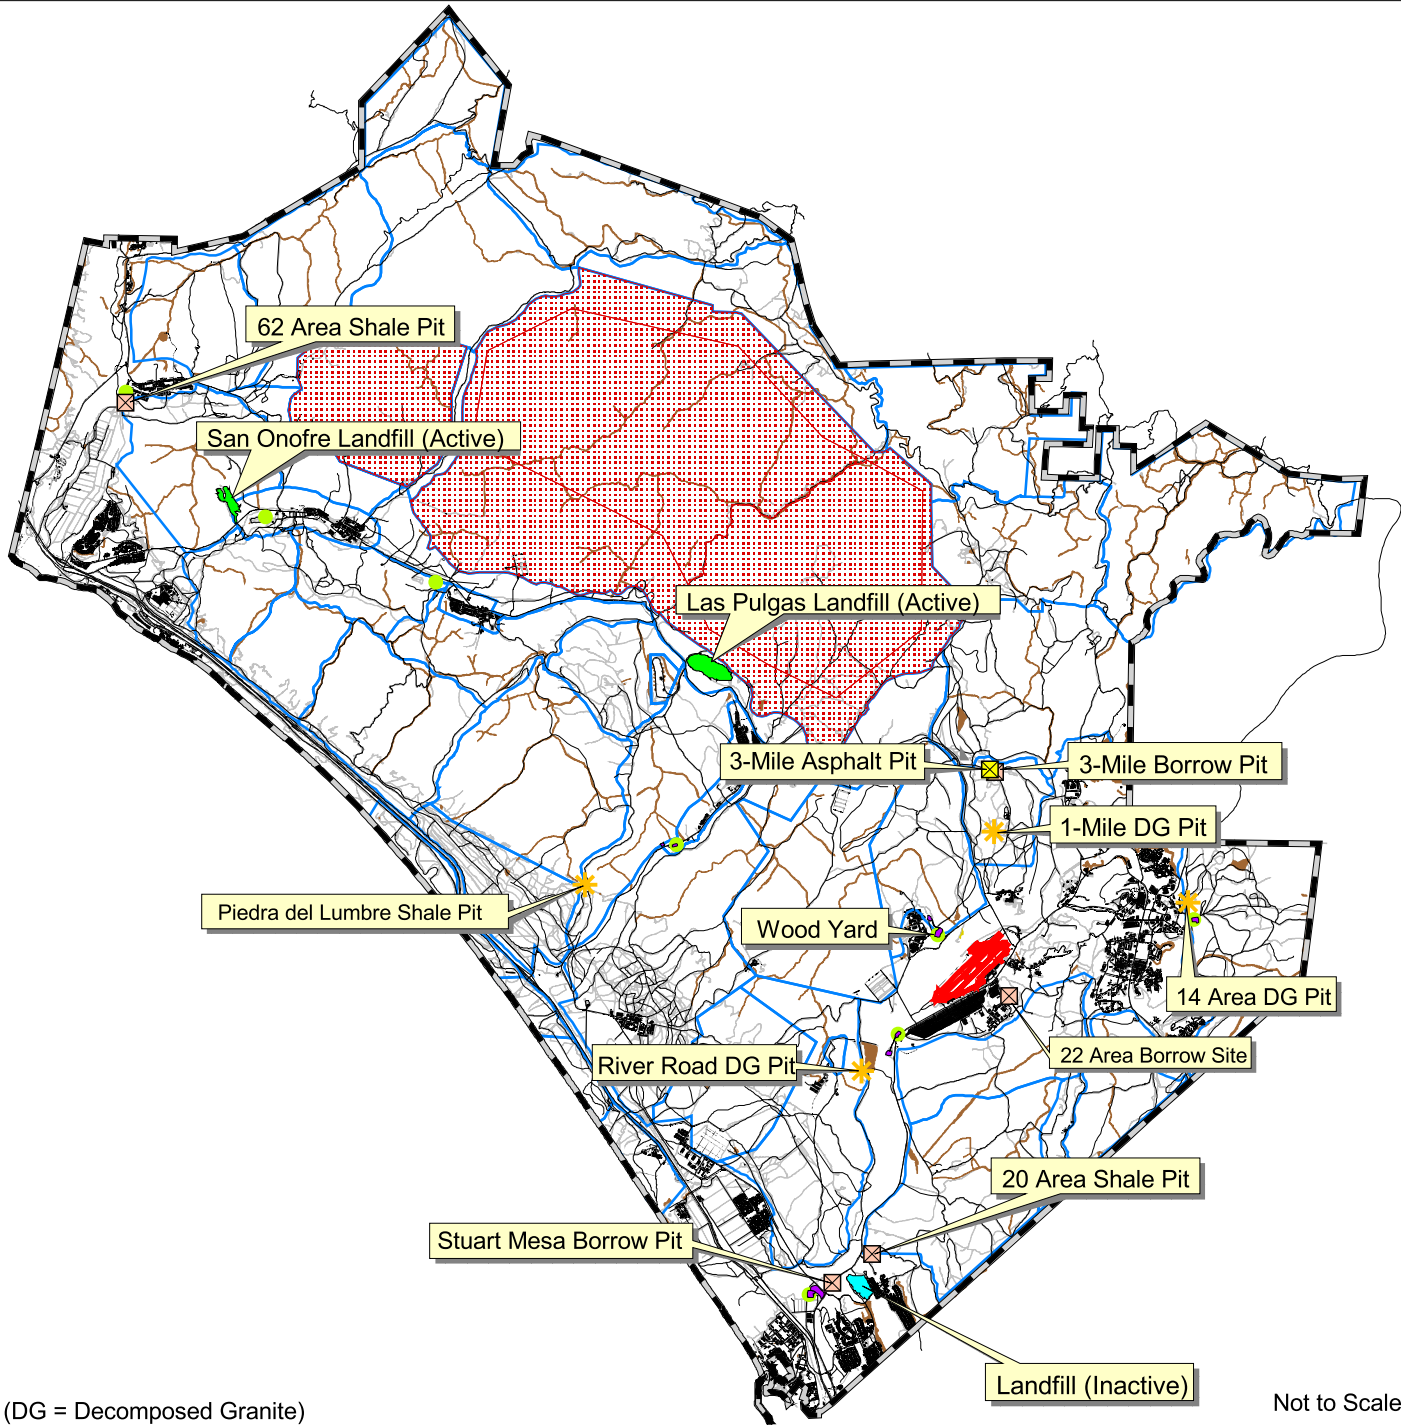 62 Area Shale Pit
San Onofre Landfill (Active)
Las Pulgas Landfill (Active)
3-Mile Asphalt Pit
3-Mile Borrow Pit
1-Mile DG Pit
Piedra del Lumbre Shale Pit
Wood Yard
14 Area DG Pit
22 Area Borrow Site
River Road DG Pit
20 Area Shale Pit
Stuart Mesa Borrow Pit
Landfill (Inactive)
(DG = Decomposed Granite)
Not to Scale